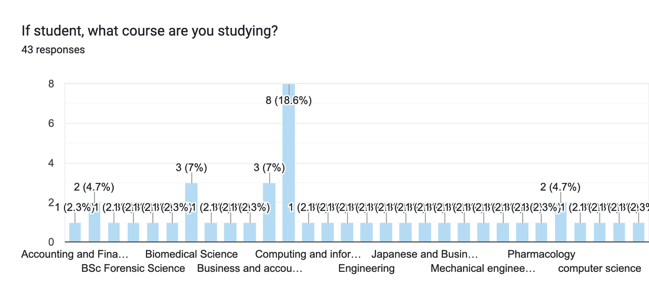 If student, what course are you studying?
43 responses
8
6
4
2
0
1 (2.3%)
2 (4.7%)
3 (7%)
3 (7%)
8 (18.6%)
2 (4.7%)
Accounting and Fina…
BSc Forensic Science
Biomedical Science
Business and accou…
Computing and infor…
Engineering
Japanese and Busin…
Mechanical enginee…
Pharmacology
computer science